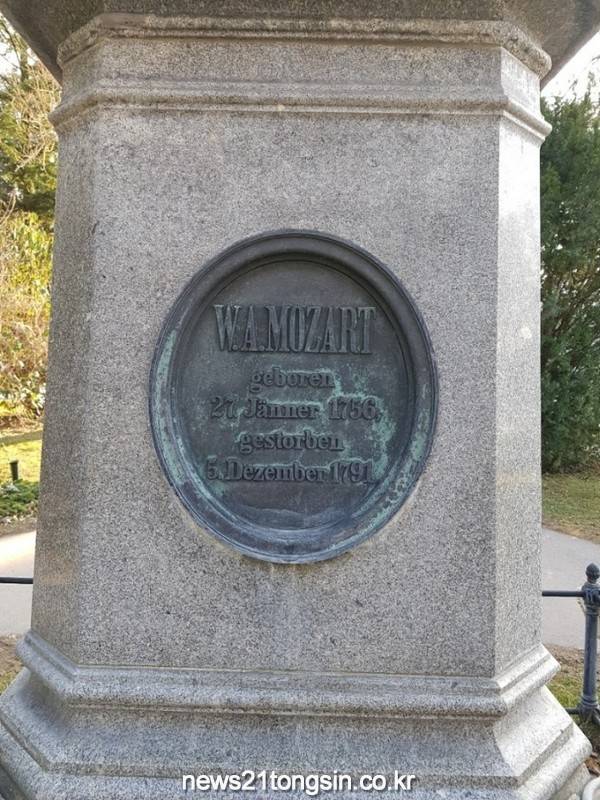 W.A.MOZART
geboren
27. Jänner 1756.
gestorben
5. Dezember 1791.
news21tongsin.co.kr